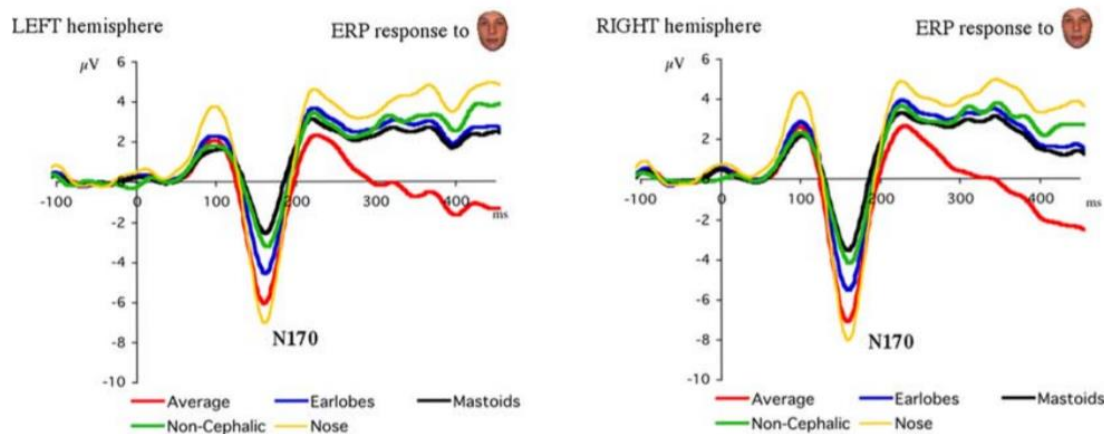 LEFT hemisphere
ERP response to
µV
6
4
2
0
-2
-4
-6
-8
-10
-100
0
100
200
300
400
ms
N170
Average
Earlobes
Mastoids
Non-Cephalic
Nose
RIGHT hemisphere
ERP response to
µV
6
4
2
0
-2
-4
-6
-8
-10
-100
0
100
200
300
400
ms
N170
Average
Earlobes
Mastoids
Non-Cephalic
Nose